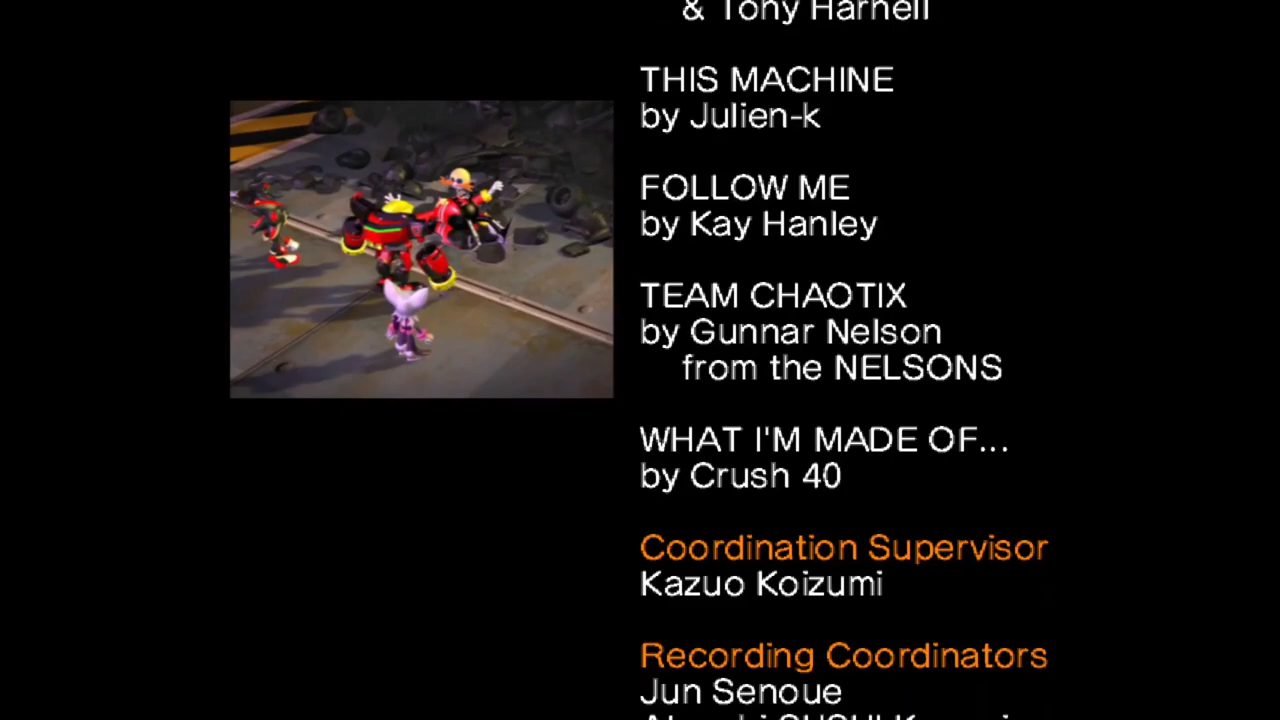 & Tony Harnell
THIS MACHINE
by Julien-k
FOLLOW ME
by Kay Hanley
TEAM CHAOTIX
by Gunnar Nelson
from the NELSONS
WHAT I'M MADE OF...
by Crush 40
Coordination Supervisor
Kazuo Koizumi
Recording Coordinators
Jun Senoue